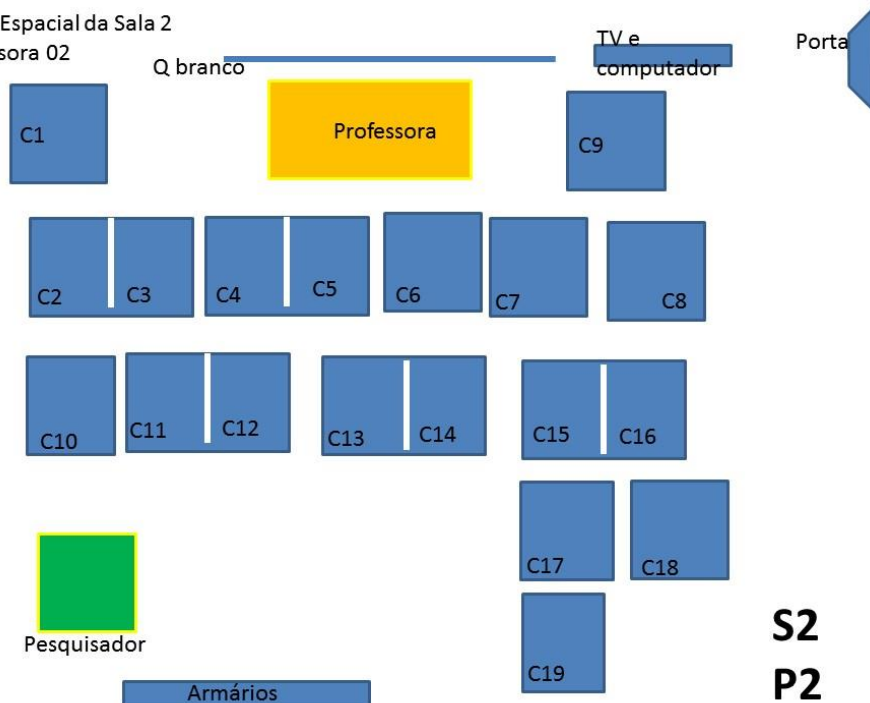 Espacial da Sala 2
sora 02
Q branco
TV e
computador
Porta
C1
Professora
C9
C2
C3
C4
C5
C6
C7
C8
C10
C11
C12
C13
C14
C15
C16
C17
C18
Pesquisador
C19
S2
P2
Armários